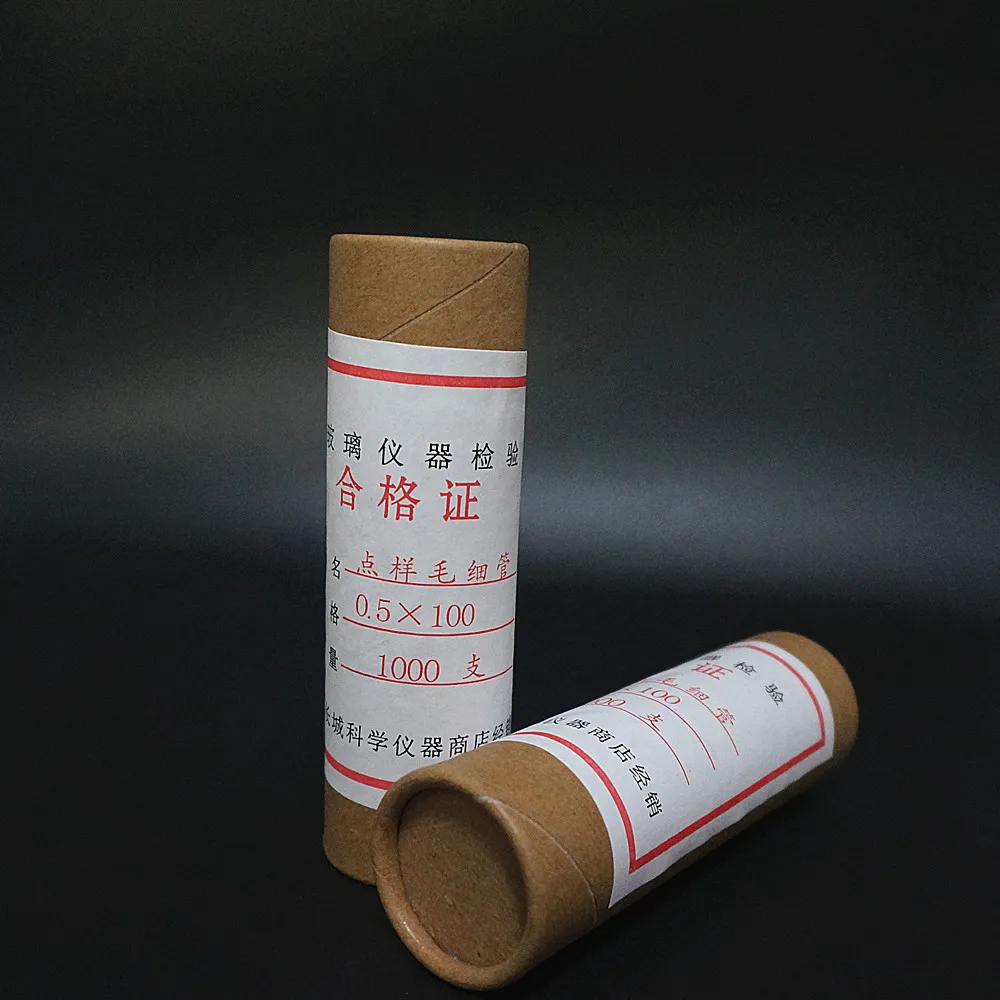 玻璃仪器检验
合格证
名 点样毛细管
格 0.5×100
量 1000 支
长城科学仪器商店经销
检验
证
毛细管
100
00 支
仪器商店经销